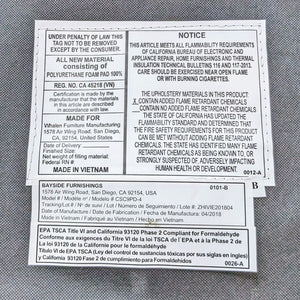 UNDER PENALTY OF LAW THIS
TAG NOT TO BE REMOVED
EXCEPT BY THE CONSUMER.
ALL NEW MATERIAL
consisting of
POLYURETHANE FOAM PAD 100%
REG. NO. CA 45218 (VN)
Certification is made by the
manufacturer that the materials
in this article are described
in accordance with law.
MADE FOR
Whalen Furniture Manufacturing
1578 Air Wing Road, San Diego,
CA, 92154, United States
Date of Delivery
Finished Size
Net weight of filling material:
Federal RN #
MADE IN VIETNAM
NOTICE
THIS ARTICLE MEETS ALL FLAMMABILITY REQUIREMENTS
OF CALIFORNIA BUREAU OF ELECTRONIC AND
APPLIANCE REPAIR, HOME FURNISHINGS AND THERMAL
INSULATION TECHNICAL BULLETINS 116 AND 117-2013.
CARE SHOULD BE EXERCISED NEAR OPEN FLAME
OR WITH BURNING CIGARETTES.
THE UPHOLSTERY MATERIALS IN THIS PRODUCT:
CONTAIN ADDED FLAME RETARDANT CHEMICALS
X CONTAIN NO ADDED FLAME RETARDANT CHEMICALS
THE STATE OF CALIFORNIA HAS UPDATED THE
FLAMMABILITY STANDARD AND DETERMINED THAT
THE FIRE SAFETY REQUIREMENTS FOR THIS PRODUCT
CAN BE MET WITHOUT ADDING FLAME RETARDANT
CHEMICALS. THE STATE HAS IDENTIFIED MANY FLAME
RETARDANT CHEMICALS AS BEING KNOWN TO, OR
STRONGLY SUSPECTED OF, ADVERSELY IMPACTING
HUMAN HEALTH OR DEVELOPMENT.
0012-A
B
BAYSIDE FURNISHINGS
0101-B
1578 Air Wing Road, San Diego, CA 92154, USA
Model # / Modèle nº / Modelo # CSC9PD-4
Tracking/Lot # / Nº de suivi / Lot / Número de Seguimiento / Lote #: ZHIVIE201804
Date of Manufacture / Date de Fabrication / Fecha de Manufactura: 04/2018
Made in Vietnam / Fabriqué au Vietnam / Hecho en Vietnam
EPA TSCA Title VI and California 93120 Phase 2 Compliant for Formaldehyde
Conforme aux exigences du Titre VI de la loi TSCA de l'EPA et à la Phase 2 de
la Loi 93120 de la Californie pour le formaldehyde
EPA Titulo VI TSCA (Ley del control de sustancias tóxicas por sus siglas en ingles)
y California 93120 Fase 2 de cumplimiento para Formaldehidos
0026-A